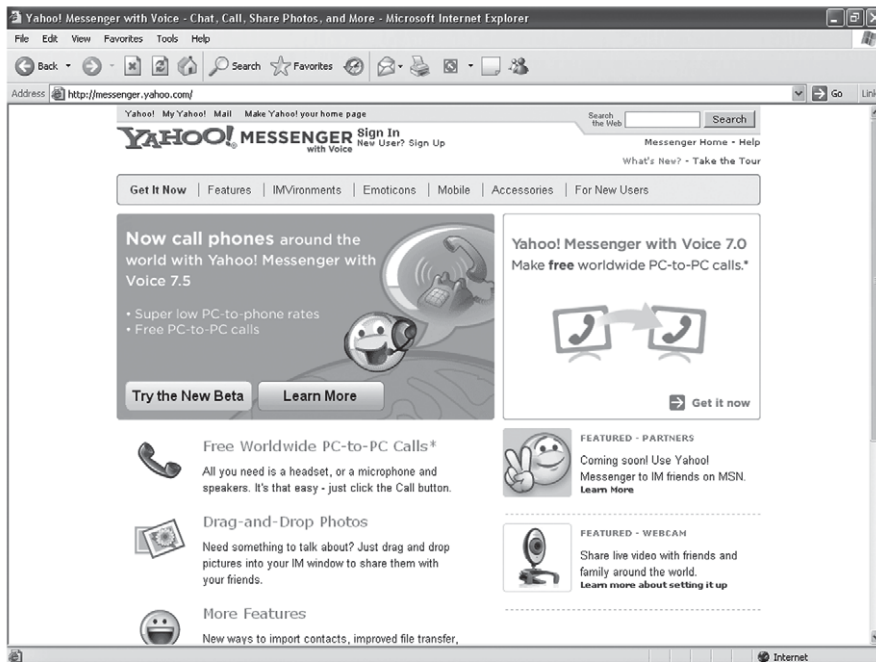 Yahoo! Messenger with Voice - Chat, Call, Share Photos, and More - Microsoft Internet Explorer
File Edit View Favorites Tools Help
Back Search Favorites
Address http://messenger.yahoo.com/ Go Link
Yahoo! My Yahoo! Mail Make Yahoo! your home page
Search the Web Search
YAHOO! MESSENGER with Voice
Sign In
New User? Sign Up
Messenger Home - Help
What's New? - Take the Tour
Get It Now | Features | IMVironments | Emoticons | Mobile | Accessories | For New Users
Now call phones around the
world with Yahoo! Messenger with
Voice 7.5
• Super low PC-to-phone rates
• Free PC-to-PC calls
Try the New Beta Learn More
Yahoo! Messenger with Voice 7.0
Make free worldwide PC-to-PC calls.*
Get it now
Free Worldwide PC-to-PC Calls*
All you need is a headset, or a microphone and
speakers. It's that easy - just click the Call button.
Drag-and-Drop Photos
Need something to talk about? Just drag and drop
pictures into your IM window to share them with
your friends.
More Features
New ways to import contacts, improved file transfer,
FEATURED - PARTNERS
Coming soon! Use Yahoo!
Messenger to IM friends on MSN.
Learn More
FEATURED - WEBCAM
Share live video with friends and
family around the world.
Learn more about setting it up
Internet